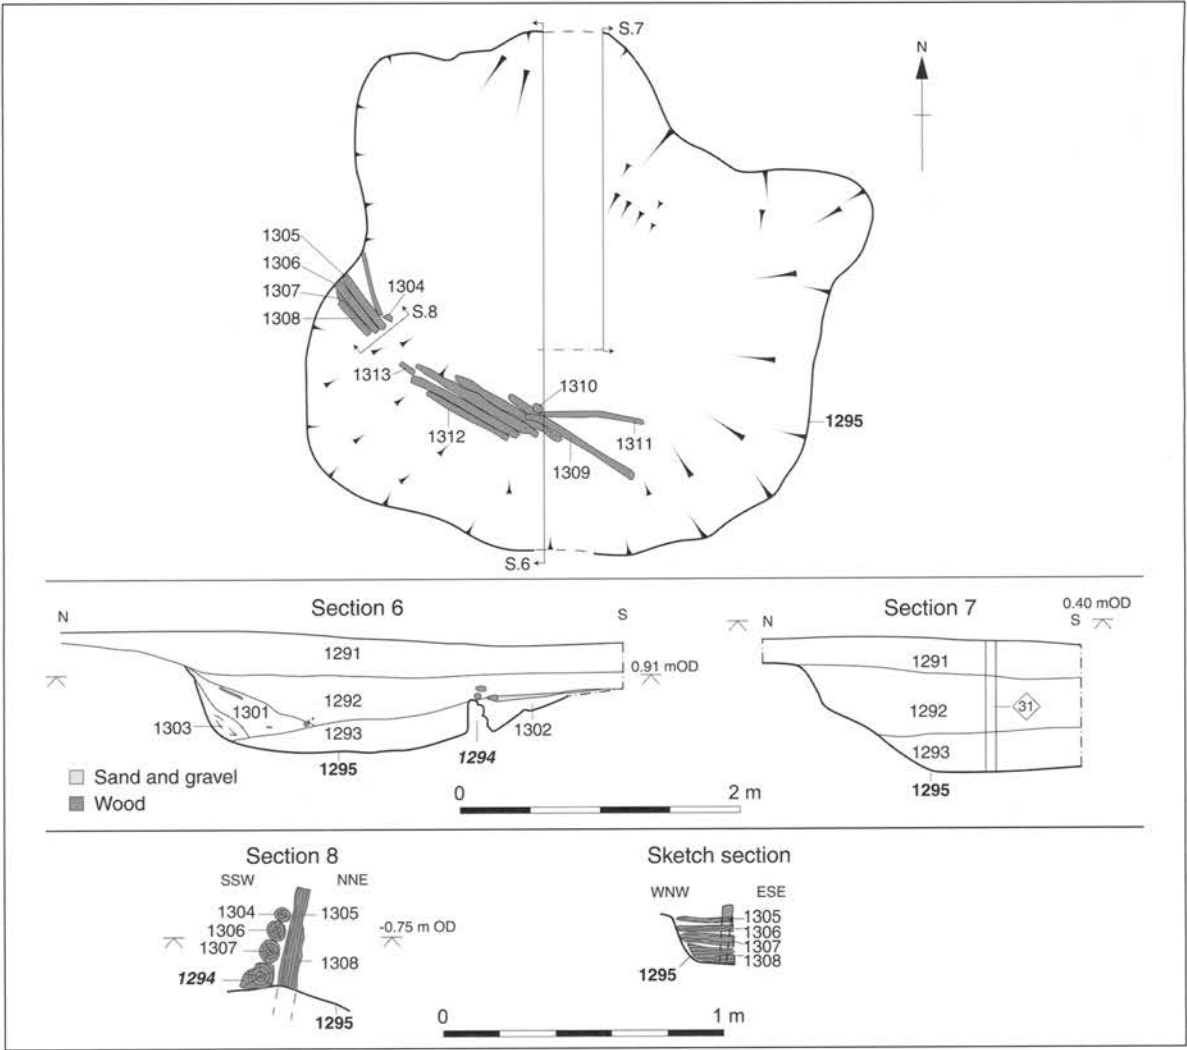 S.7
N
1305
1306
1304
1307
1308
S.8
1313
1310
1312
1311
1309
1295
S.6
Section 6
Section 7
N
S
N
0.40 mOD
S
1291
1291
0.91 mOD
1292
1301
1303
1293
1302
1292
31
1295
1294
1293
1295
Sand and gravel
Wood
0
2 m
Section 8
Sketch section
SSW
NNE
WNW
ESE
1304
1305
1306
-0.75 m OD
1307
1308
1294
1295
1305
1306
1307
1308
1295
0
1 m